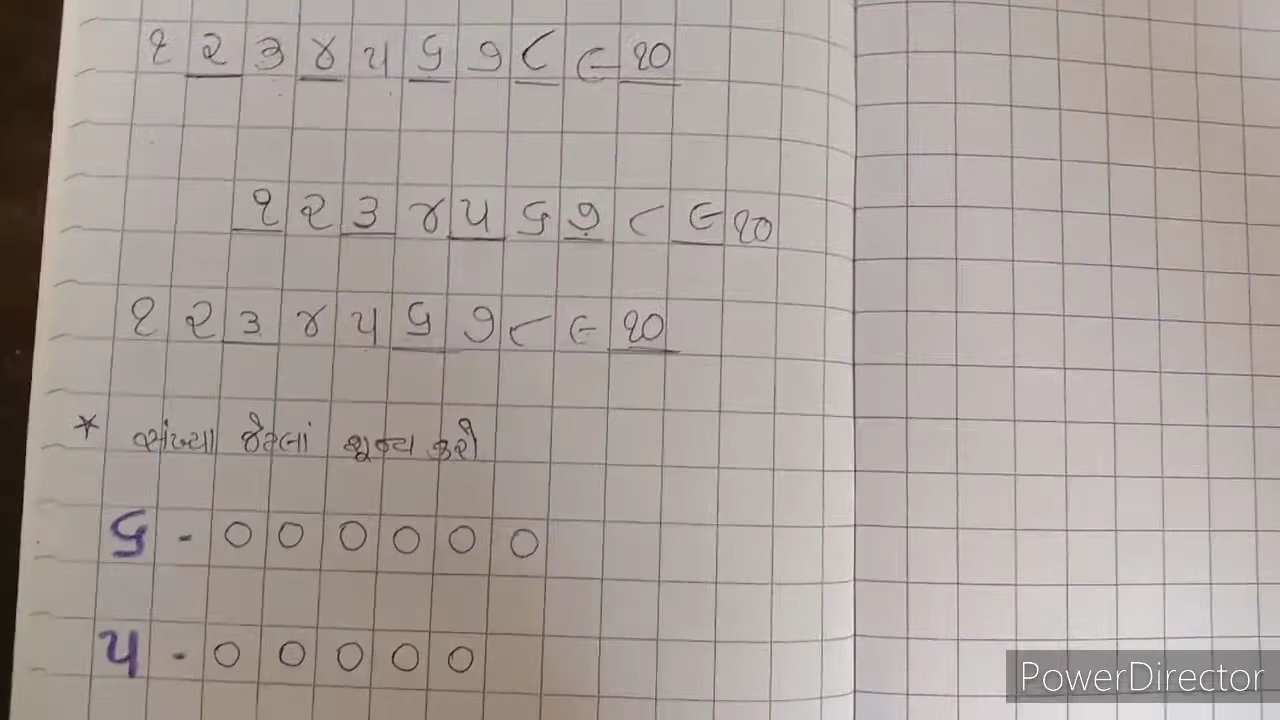 ૧ ૨ ૩ ૪ ૫ ૬ ૭ ૮ ૯ ૧૦
૧ ૨ ૩ ૪ ૫ ૬ ૭ ૮ ૯ ૧૦
૧ ૨ ૩ ૪ ૫ ૬ ૭ ૮ ૯ ૧૦
* સંખ્યા જેટલાં શૂન્ય કરો
૬ - ૦ ૦ ૦ ૦ ૦ ૦
૫ - ૦ ૦ ૦ ૦ ૦
PowerDirector